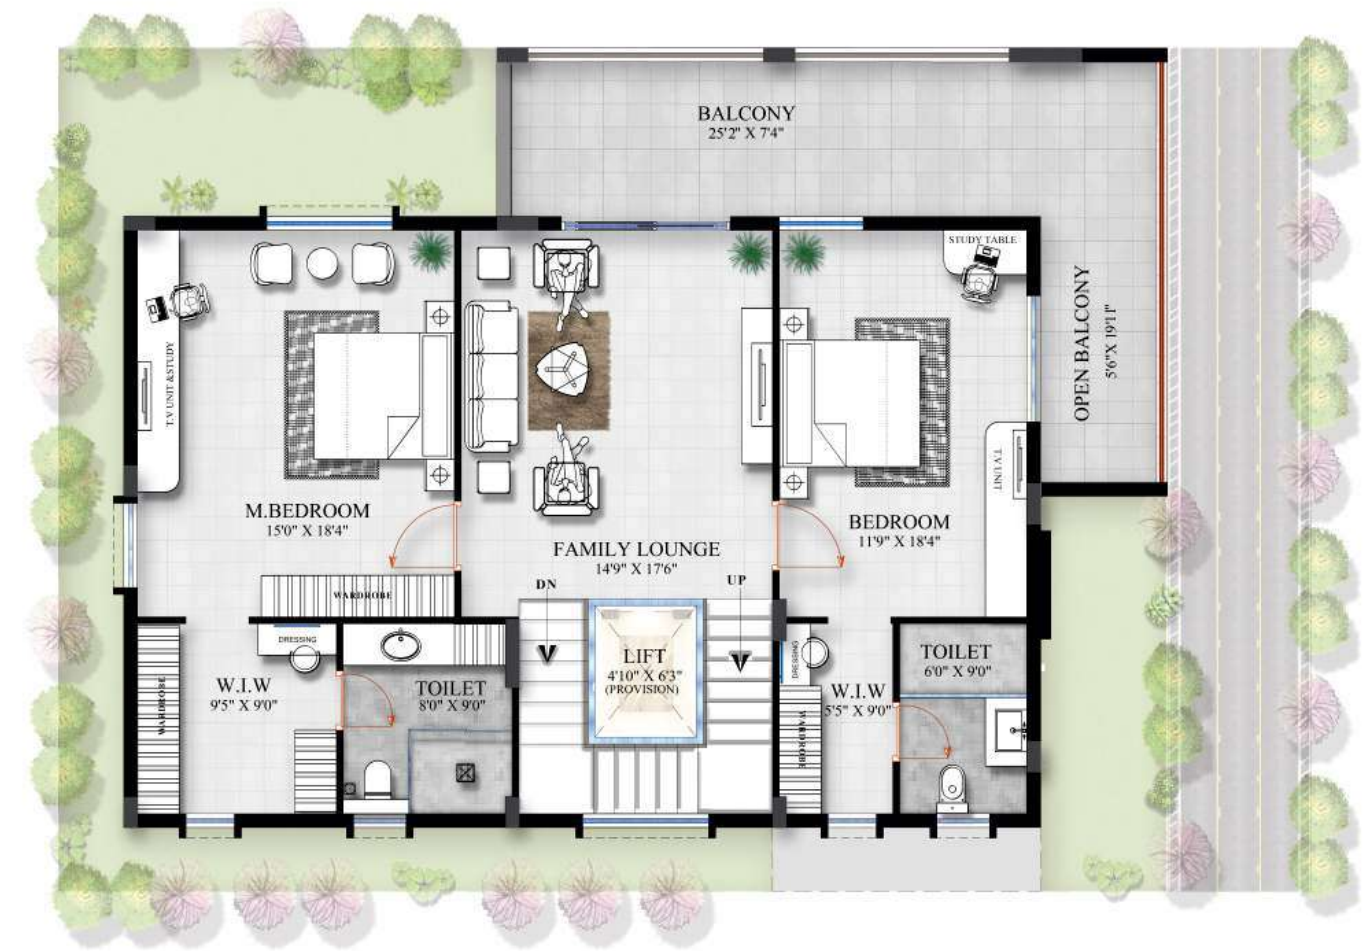 BALCONY
25'2" X 7'4"
STUDY TABLE
OPEN BALCONY
5'6"X 19'11"
T.V UNIT &STUDY
T.V UNIT
M.BEDROOM
15'0" X 18'4"
BEDROOM
11'9" X 18'4"
FAMILY LOUNGE
14'9" X 17'6"
DN
UP
WARDROBE
DRESSING
LIFT
4'10" X 6'3"
(PROVISION)
DRESSING
TOILET
6'0" X 9'0"
W.I.W
9'5" X 9'0"
TOILET
8'0" X 9'0"
W.I.W
5'5" X 9'0"
WARDROBE
WARDROBE